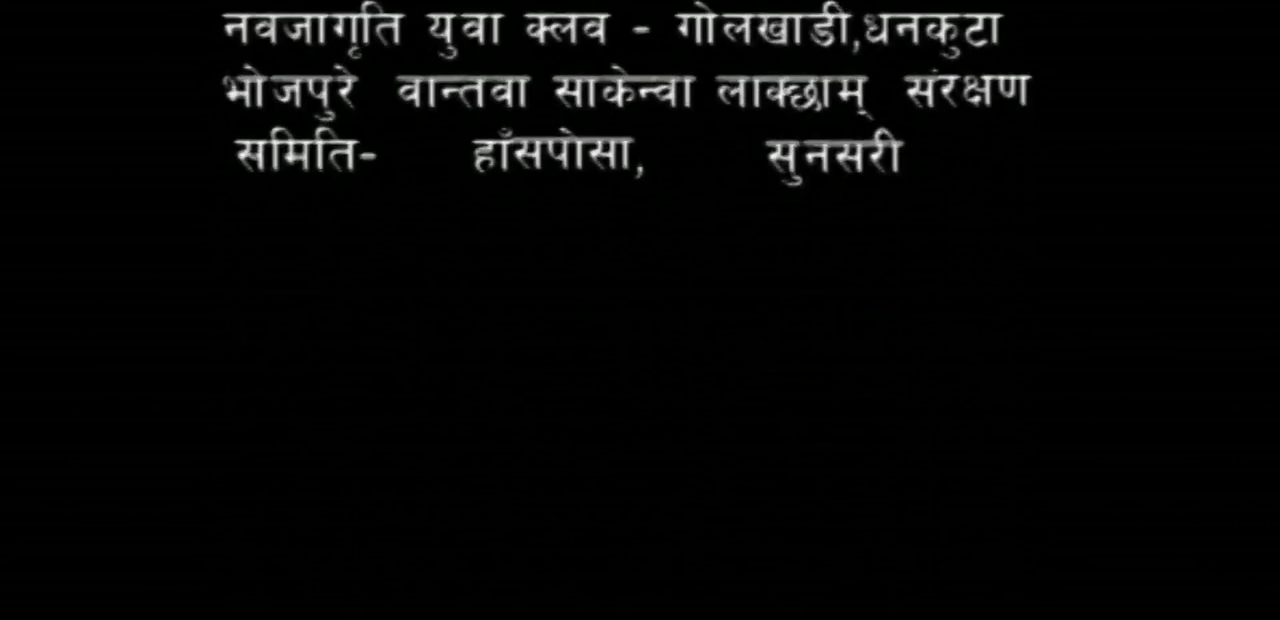 नवजागृति युवा क्लव - गोलखाडी,धनकुटा
भोजपुरे वान्तवा साकेन्वा लाक्छाम् संरक्षण
समिति- हाँसपोसा, सुनसरी